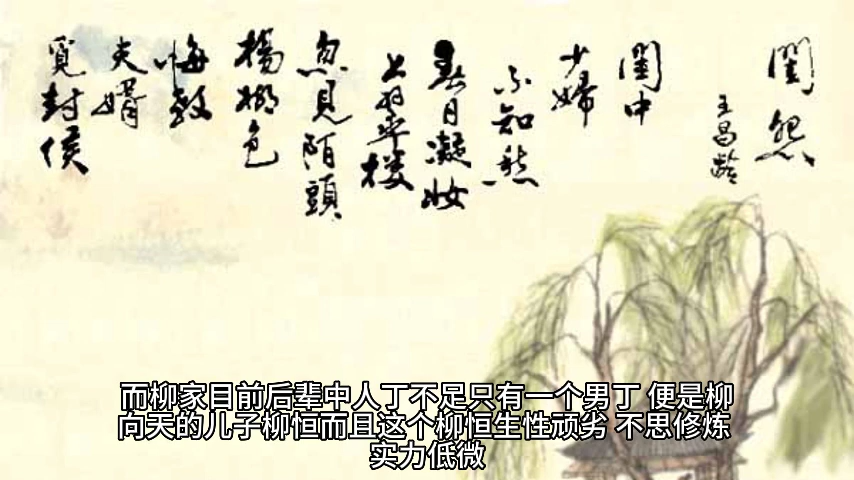 閨怨
王昌龄
閨中
少婦
不知愁
春日凝妆
上翠楼
忽見陌頭
楊柳色
悔教
夫婿
覓封侯
而柳家目前后辈中人丁不足只有一个男丁 便是柳
向天的儿子柳恒而且这个柳恒生性顽劣 不思修炼
实力低微